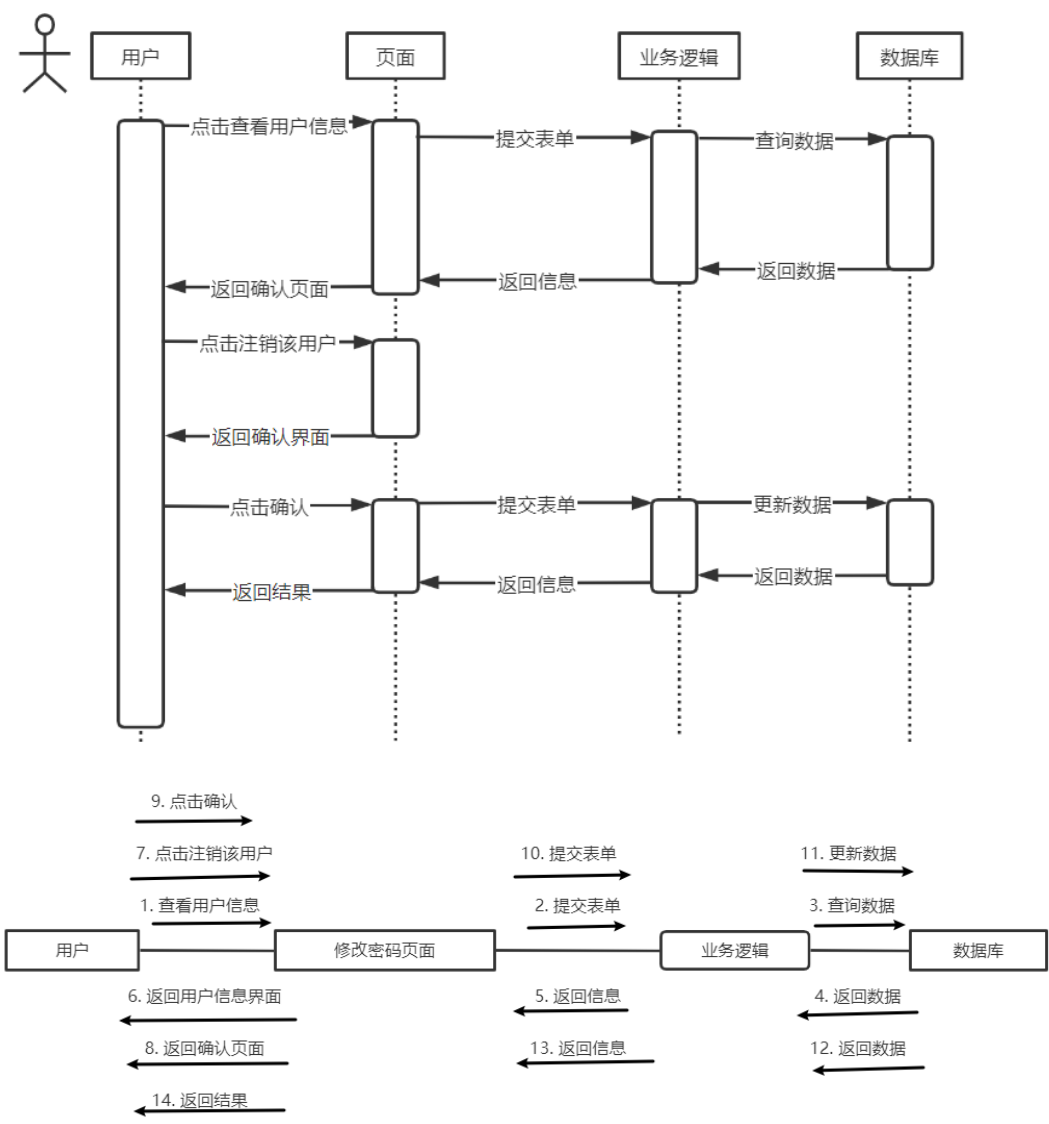 用户
页面
业务逻辑
数据库
点击查看用户信息
提交表单
查询数据
返回数据
返回信息
返回确认页面
点击注销该用户
返回确认界面
点击确认
提交表单
更新数据
返回数据
返回信息
返回结果
9. 点击确认
7. 点击注销该用户
10. 提交表单
11. 更新数据
1. 查看用户信息
2. 提交表单
3. 查询数据
用户
修改密码页面
业务逻辑
数据库
6. 返回用户信息界面
5. 返回信息
4. 返回数据
8. 返回确认页面
13. 返回信息
12. 返回数据
14. 返回结果